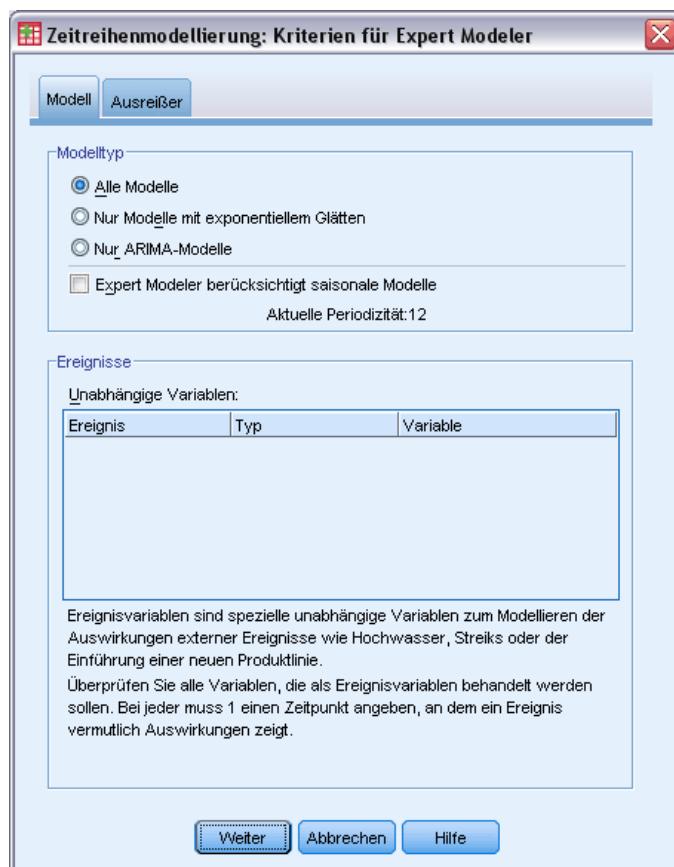 Zeitreihenmodellierung: Kriterien für Expert Modeler
Modell
Ausreißer
Modelltyp
Alle Modelle
Nur Modelle mit exponentiellem Glätten
Nur ARIMA-Modelle
Expert Modeler berücksichtigt saisonale Modelle
Aktuelle Periodizität:12
Ereignisse
Unabhängige Variablen:
Ereignis Typ Variable
Ereignisvariablen sind spezielle unabhängige Variablen zum Modellieren der
Auswirkungen externer Ereignisse wie Hochwasser, Streiks oder der
Einführung einer neuen Produktlinie.
Überprüfen Sie alle Variablen, die als Ereignisvariablen behandelt werden
sollen. Bei jeder muss 1 einen Zeitpunkt angeben, an dem ein Ereignis
vermutlich Auswirkungen zeigt.
Weiter Abbrechen Hilfe